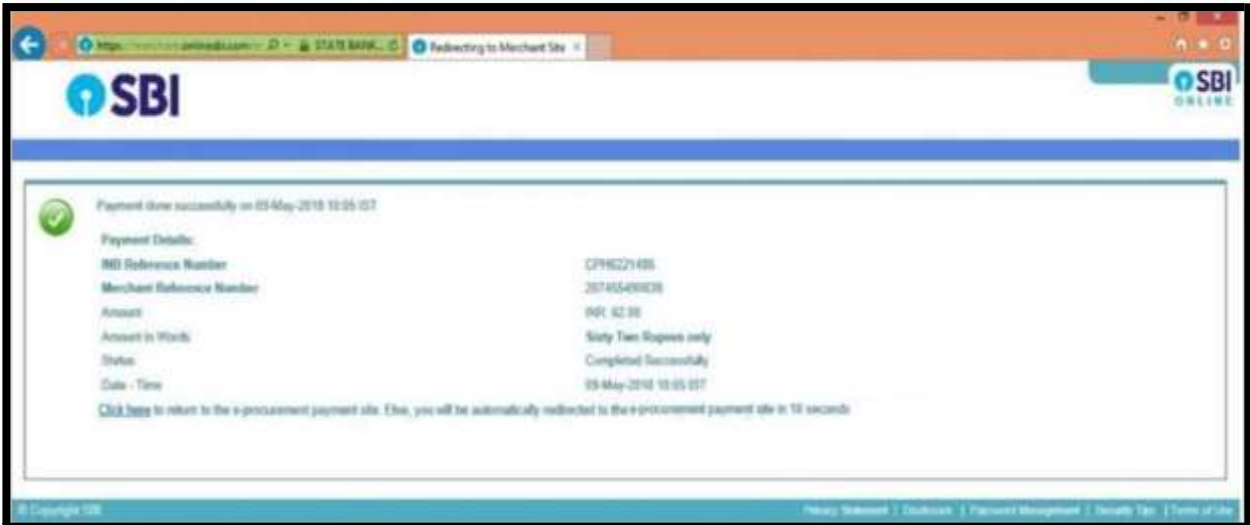 STATE BANK... Redirecting to Merchant Site
SBI
SBI
ONLINE
Payment done successfully on 09-May-2018 10:05 IST
Payment Details:
INB Reference Number
Merchant Reference Number
Amount INR 62.00
Amount in Words Sixty Two Rupees only
Status Completed Successfully
Date - Time 09-May-2018 10:05 IST
Click here to return to the e-procurement payment site. Else, you will be automatically redirected to the e-procurement payment site in 10 seconds
© Copyright SBI Privacy Statement | Disclosure | Password Management | Security Tips | Terms of Use